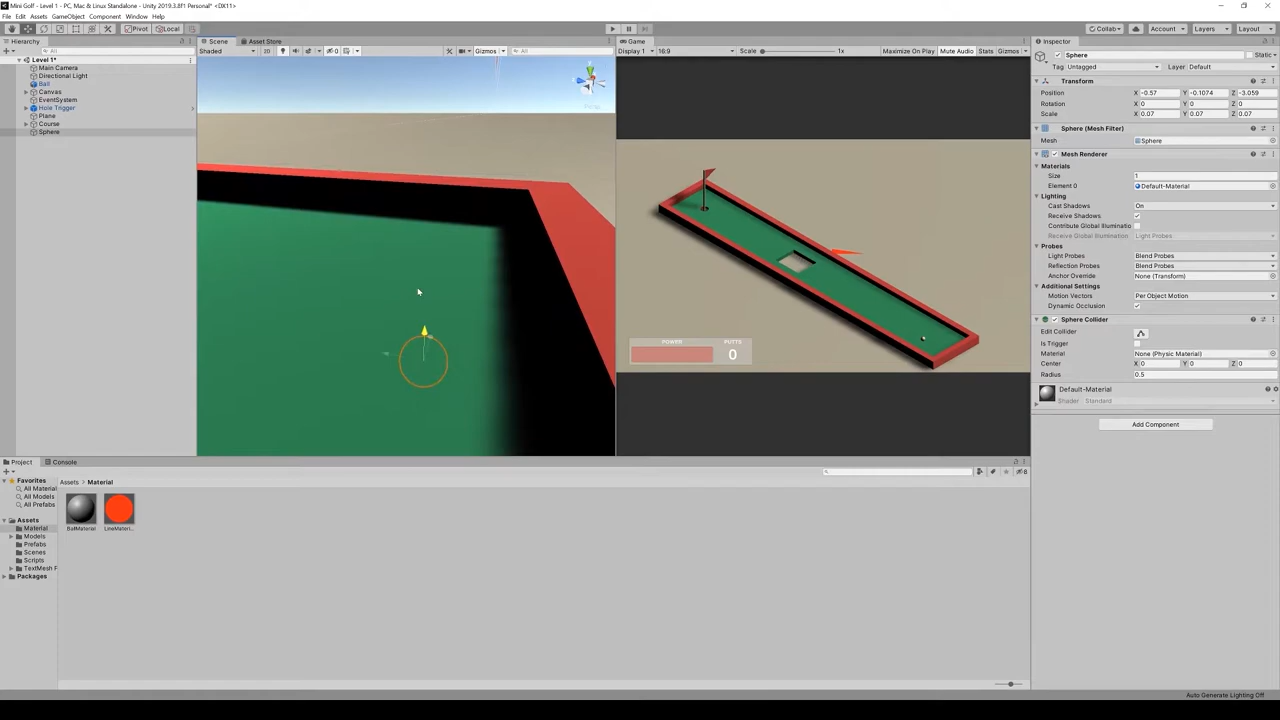 Mini Golf - Level 1 - PC, Mac & Linux Standalone - Unity 2019.3.8f1 Personal* <DX11>
File Edit Assets GameObject Component Window Help
Pivot Local Collab Account Layers Layout
Hierarchy
All
Level 1*
Main Camera
Directional Light
Ball
Canvas
EventSystem
Hole Trigger
Plane
Course
Sphere
Scene Asset Store
Shaded 2D 0 Gizmos All
Persp
Game
Display 1 16:9 Scale 1x Maximize On Play Mute Audio Stats Gizmos
POWER PUTTS
0
Inspector
Sphere Static
Tag Untagged Layer Default
Transform
Position X -0.57 Y -0.1074 Z -3.059
Rotation X 0 Y 0 Z 0
Scale X 0.07 Y 0.07 Z 0.07
Sphere (Mesh Filter)
Mesh Sphere
Mesh Renderer
Materials
Size 1
Element 0 Default-Material
Lighting
Cast Shadows On
Receive Shadows
Contribute Global Illuminatio
Receive Global Illumination Light Probes
Probes
Light Probes Blend Probes
Reflection Probes Blend Probes
Anchor Override None (Transform)
Additional Settings
Motion Vectors Per Object Motion
Dynamic Occlusion
Sphere Collider
Edit Collider
Is Trigger
Material None (Physic Material)
Center X 0 Y 0 Z 0
Radius 0.5
Default-Material
Shader Standard
Add Component
Project Console
8
Favorites
All Material
All Models
All Prefabs
Assets
Material
Models
Prefabs
Scenes
Scripts
TextMesh F
Packages
Assets Material
BallMaterial LineMateri...
Auto Generate Lighting Off